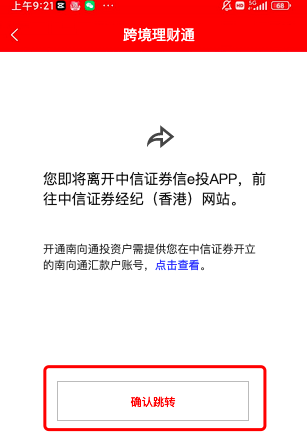 上午9:21
5G
68
跨境理财通
您即将离开中信证券信e投APP，前
往中信证券经纪（香港）网站。
开通南向通投资户需提供您在中信证券开立
的南向通汇款户账号，点击查看。
确认跳转